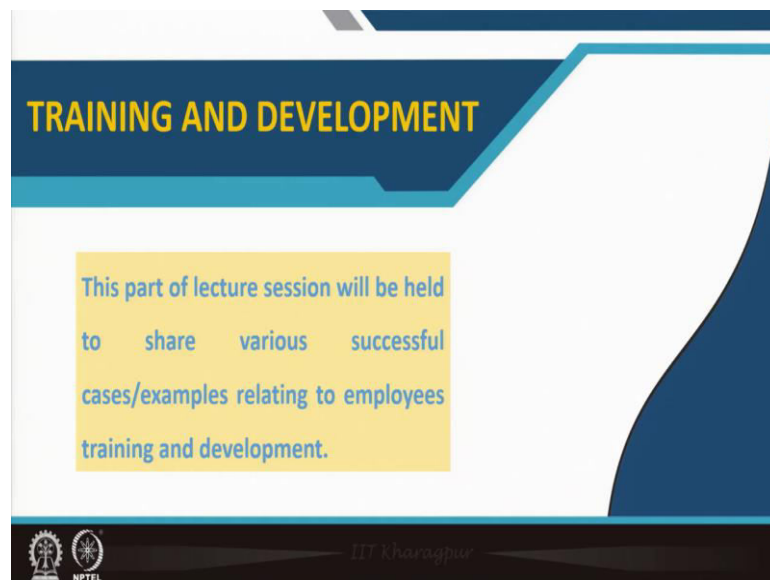 TRAINING AND DEVELOPMENT
This part of lecture session will be held
to share various successful
cases/examples relating to employees
training and development.
IIT Kharagpur
NPTEL